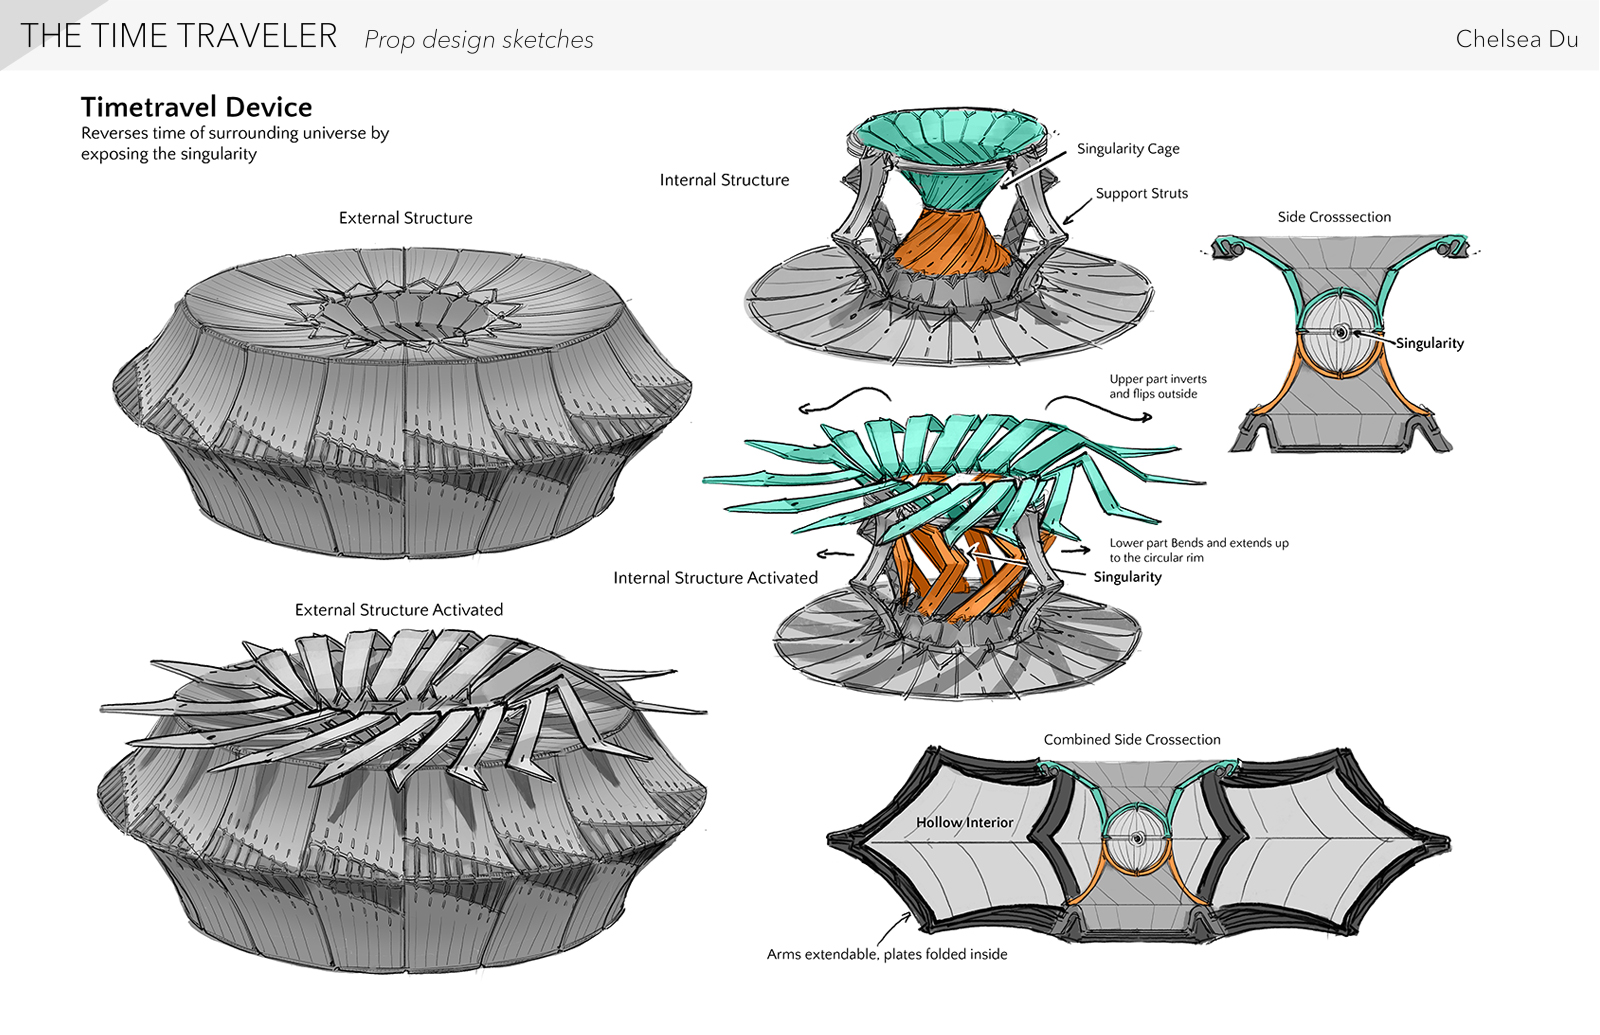 THE TIME TRAVELER
Prop design sketches
Chelsea Du
Timetravel Device
Reverses time of surrounding universe by
exposing the singularity
External Structure
Internal Structure
Singularity Cage
Support Struts
Side Crosssection
Singularity
Upper part inverts
and flips outside
Lower part Bends and extends up
to the circular rim
Singularity
Internal Structure Activated
External Structure Activated
Combined Side Crossection
Hollow Interior
Arms extendable, plates folded inside